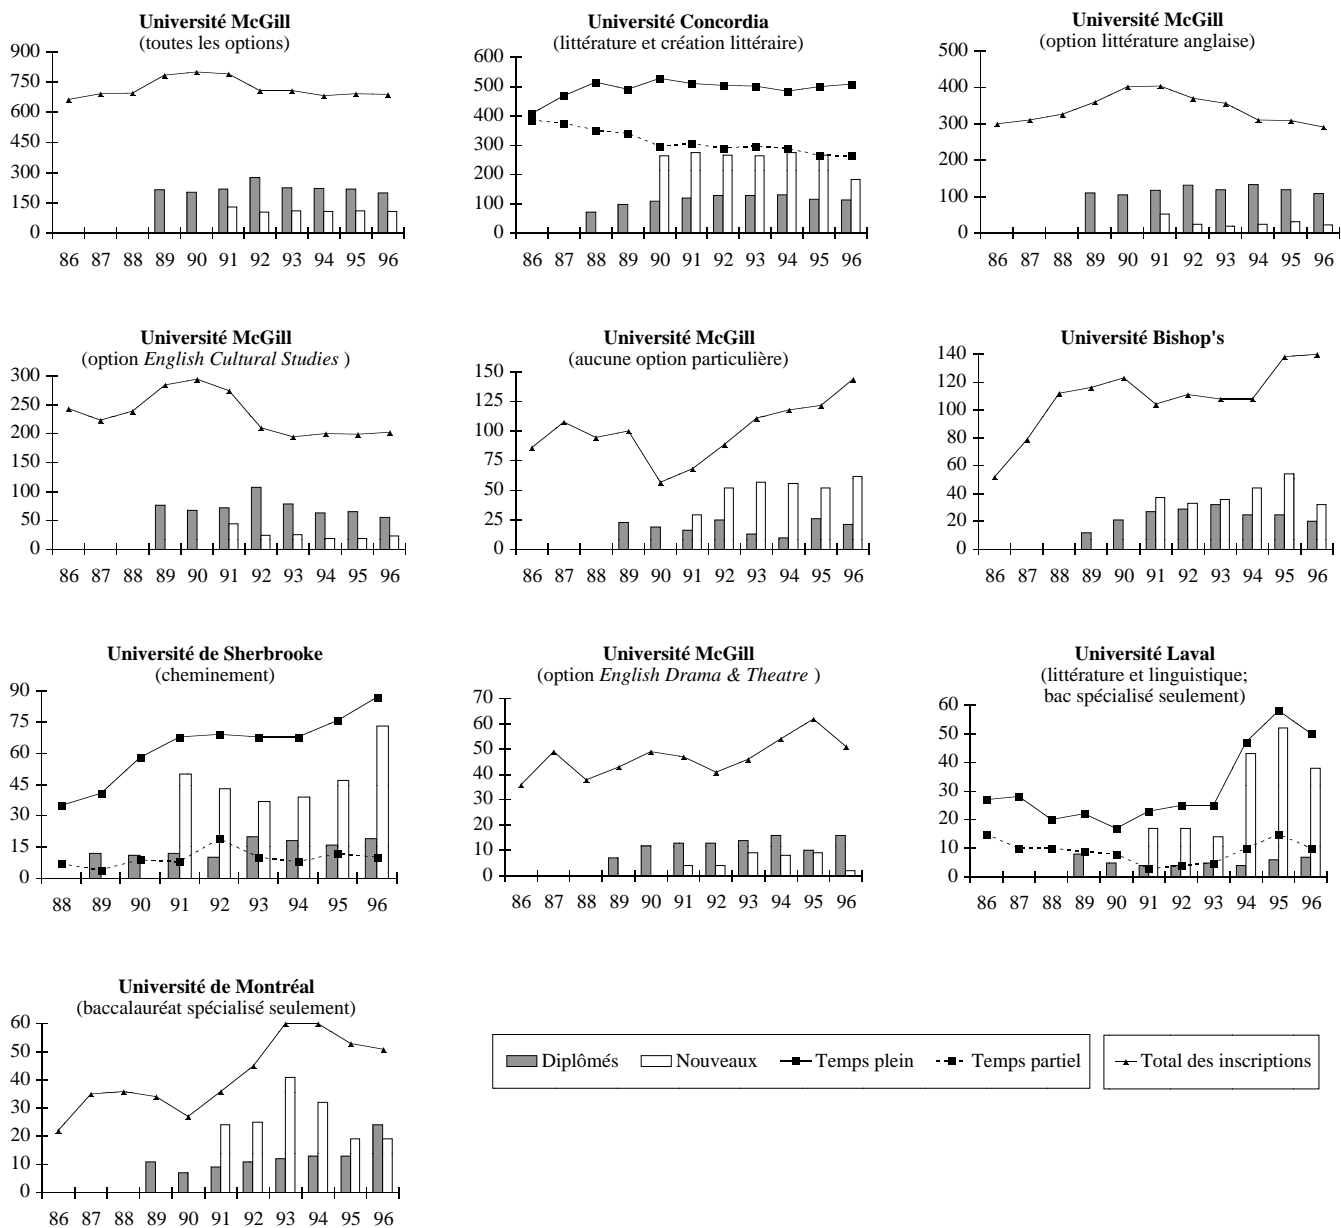 Université McGill
(toutes les options)
900
750
600
450
300
150
0
86 87 88 89 90 91 92 93 94 95 96
Université Concordia
(littérature et création littéraire)
600
500
400
300
200
100
0
86 87 88 89 90 91 92 93 94 95 96
Université McGill
(option littérature anglaise)
500
400
300
200
100
0
86 87 88 89 90 91 92 93 94 95 96
Université McGill
(option English Cultural Studies )
300
250
200
150
100
50
0
86 87 88 89 90 91 92 93 94 95 96
Université McGill
(aucune option particulière)
150
125
100
75
50
25
0
86 87 88 89 90 91 92 93 94 95 96
Université Bishop's
140
120
100
80
60
40
20
0
86 87 88 89 90 91 92 93 94 95 96
Université de Sherbrooke
(cheminement)
90
75
60
45
30
15
0
88 89 90 91 92 93 94 95 96
Université McGill
(option English Drama & Theatre )
70
60
50
40
30
20
10
0
86 87 88 89 90 91 92 93 94 95 96
Université Laval
(littérature et linguistique;
bac spécialisé seulement)
60
50
40
30
20
10
0
86 87 88 89 90 91 92 93 94 95 96
Université de Montréal
(baccalauréat spécialisé seulement)
60
50
40
30
20
10
0
86 87 88 89 90 91 92 93 94 95 96
Diplômés Nouveaux Temps plein Temps partiel Total des inscriptions